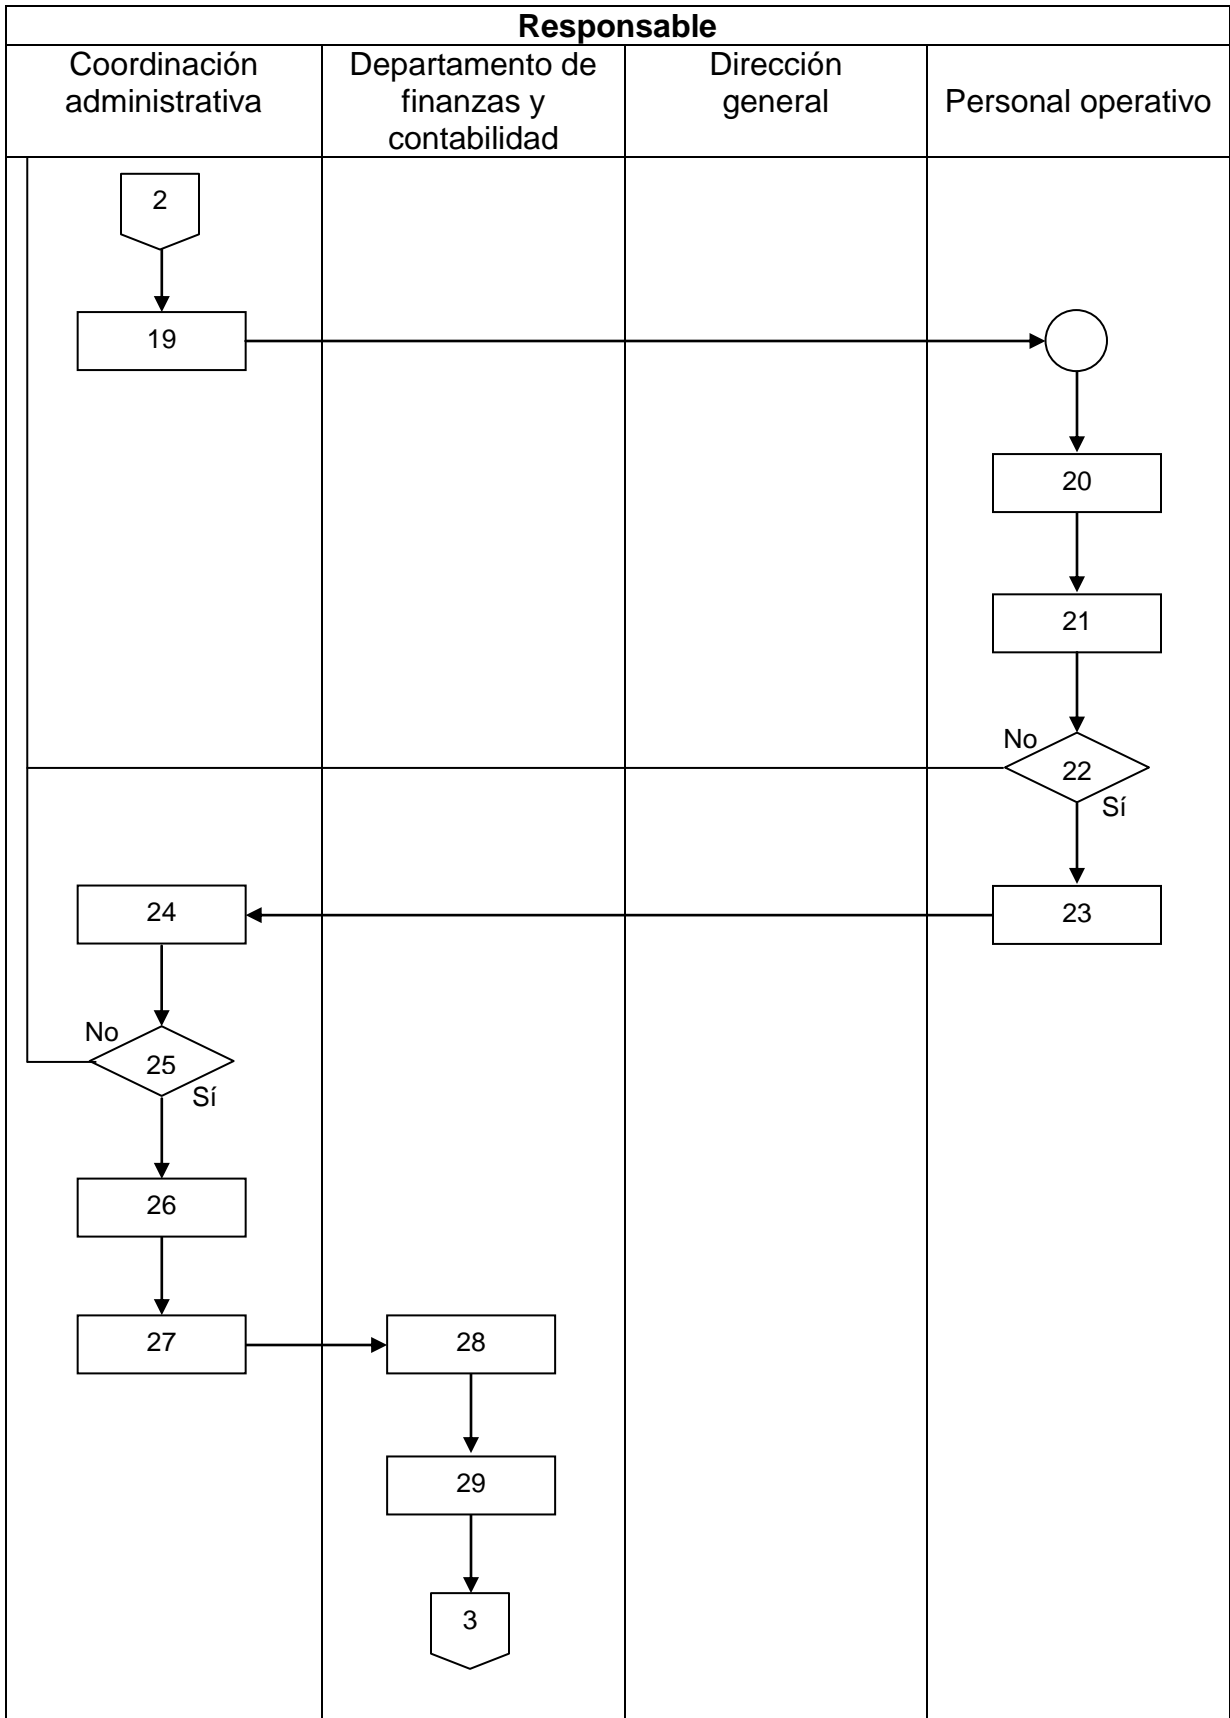 Responsable
Coordinación
administrativa
Departamento de
finanzas y
contabilidad
Dirección
general
Personal operativo
2
19
20
21
No
22
Sí
24
23
No
25
Sí
26
27
28
29
3